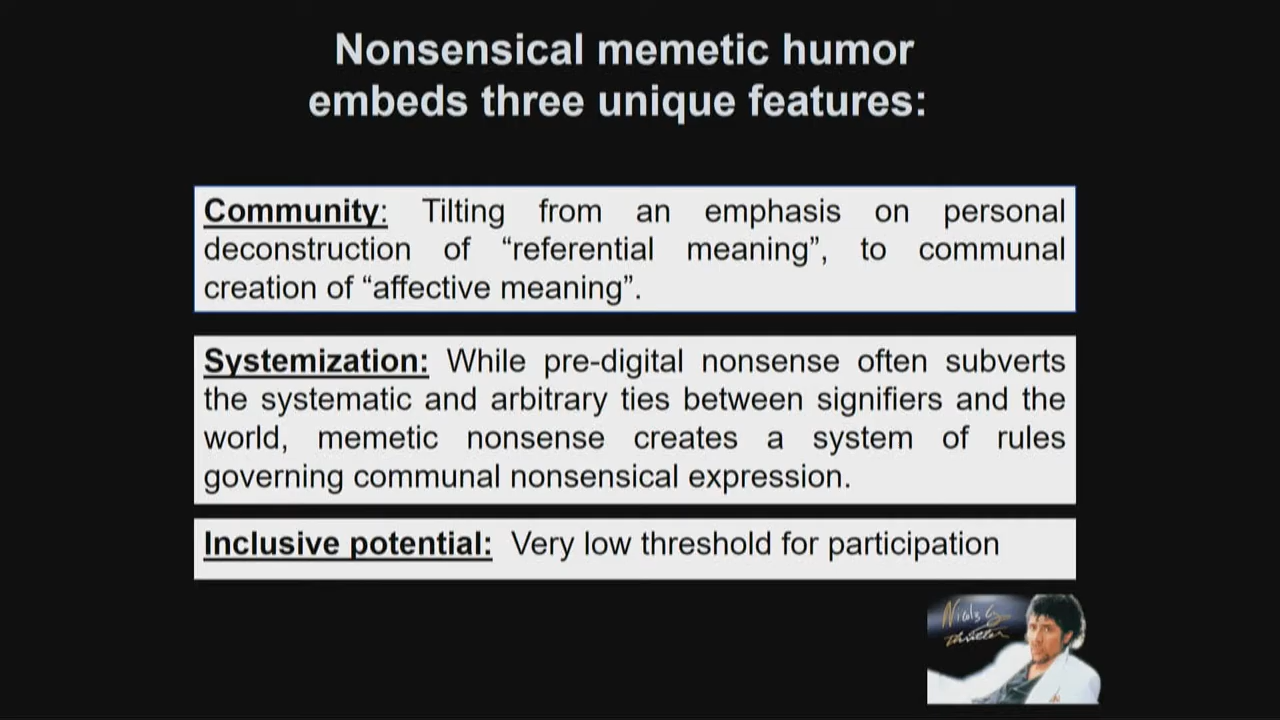 Nonsensical memetic humor
embeds three unique features:
Community: Tilting from an emphasis on personal
deconstruction of “referential meaning”, to communal
creation of “affective meaning”.
Systemization: While pre-digital nonsense often subverts
the systematic and arbitrary ties between signifiers and the
world, memetic nonsense creates a system of rules
governing communal nonsensical expression.
Inclusive potential: Very low threshold for participation
Thriller